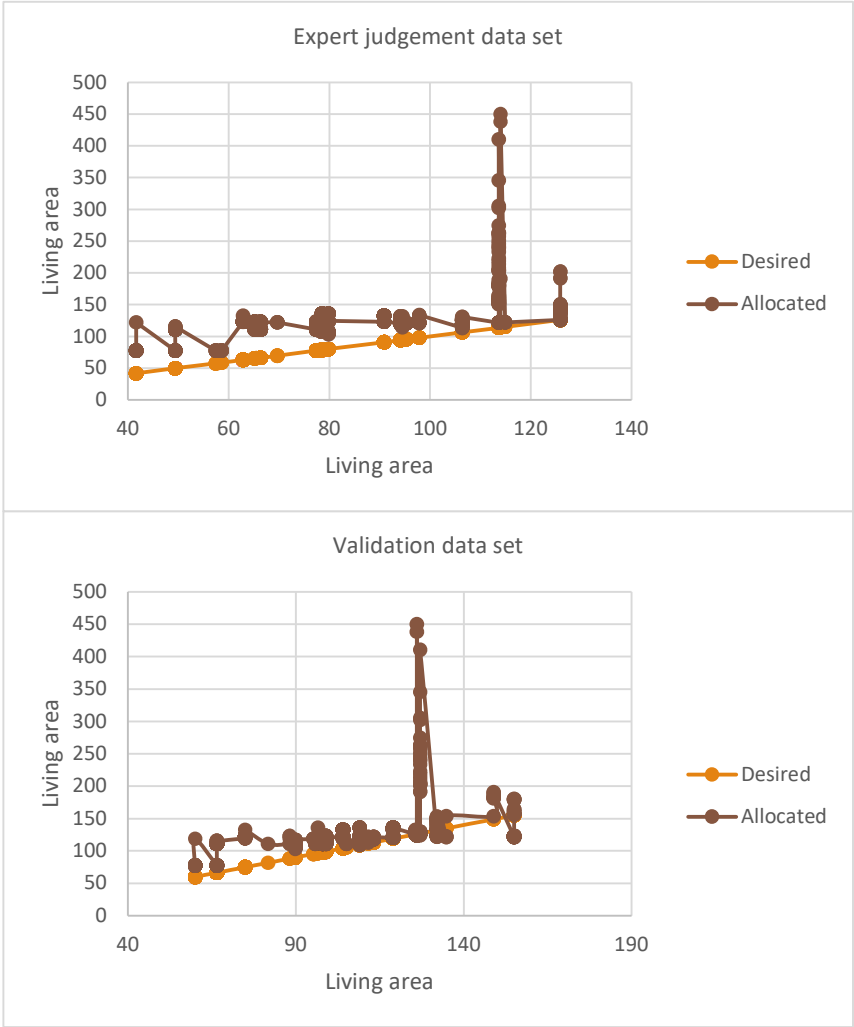 Expert judgement data set
500
450
400
350
300
250
200
150
100
50
0
Living area
40 60 80 100 120 140
Living area
Desired
Allocated
Validation data set
500
450
400
350
300
250
200
150
100
50
0
Living area
40 90 140 190
Living area
Desired
Allocated